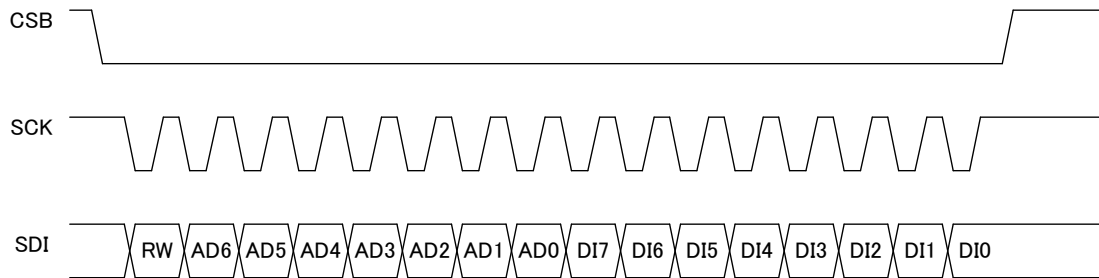 CSB
SCK
SDI RW AD6 AD5 AD4 AD3 AD2 AD1 AD0 DI7 DI6 DI5 DI4 DI3 DI2 DI1 DI0